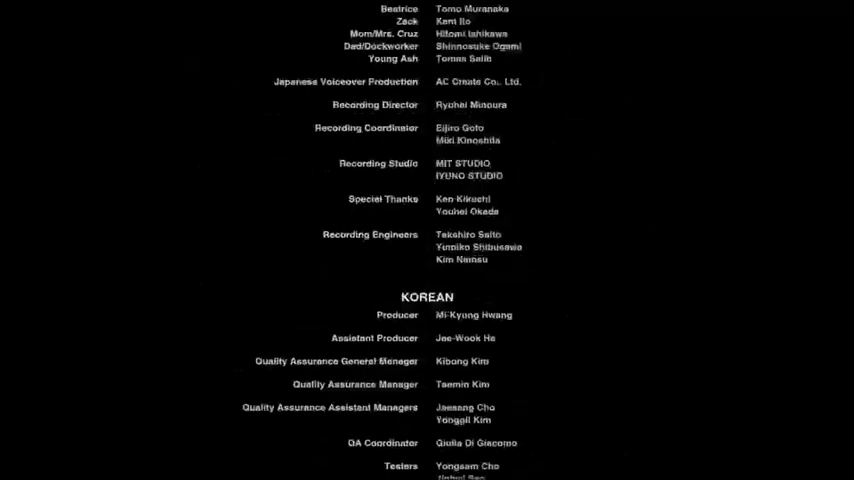 Beatrice Tomo Muranaka
Zack Kent Ito
Mom/Mrs. Cruz Hitomi Ishikawa
Dad/Dockworker Shinnosuke Ogami
Young Ash Tomas
Japanese Voiceover Production AC Create Co., Ltd.
Recording Director Ryohei Minoura
Recording Coordinator Eijiro Goto
Miki Kinoshita
Recording Studio MIT STUDIO
IYUNO STUDIO
Special Thanks Ken Kikuchi
Youhei Okada
Recording Engineers Takahiro Saito
Yumiko Shibusawa
Kim Namsu
KOREAN
Producer Mi-Kyung Hwang
Assistant Producer Jae-Wook Ha
Quality Assurance General Manager Kibong Kim
Quality Assurance Manager Taemin Kim
Quality Assurance Assistant Managers Jaesang Cho
Yonggil Kim
QA Coordinator Giulia Di Giacomo
Testers Yongsam Cho